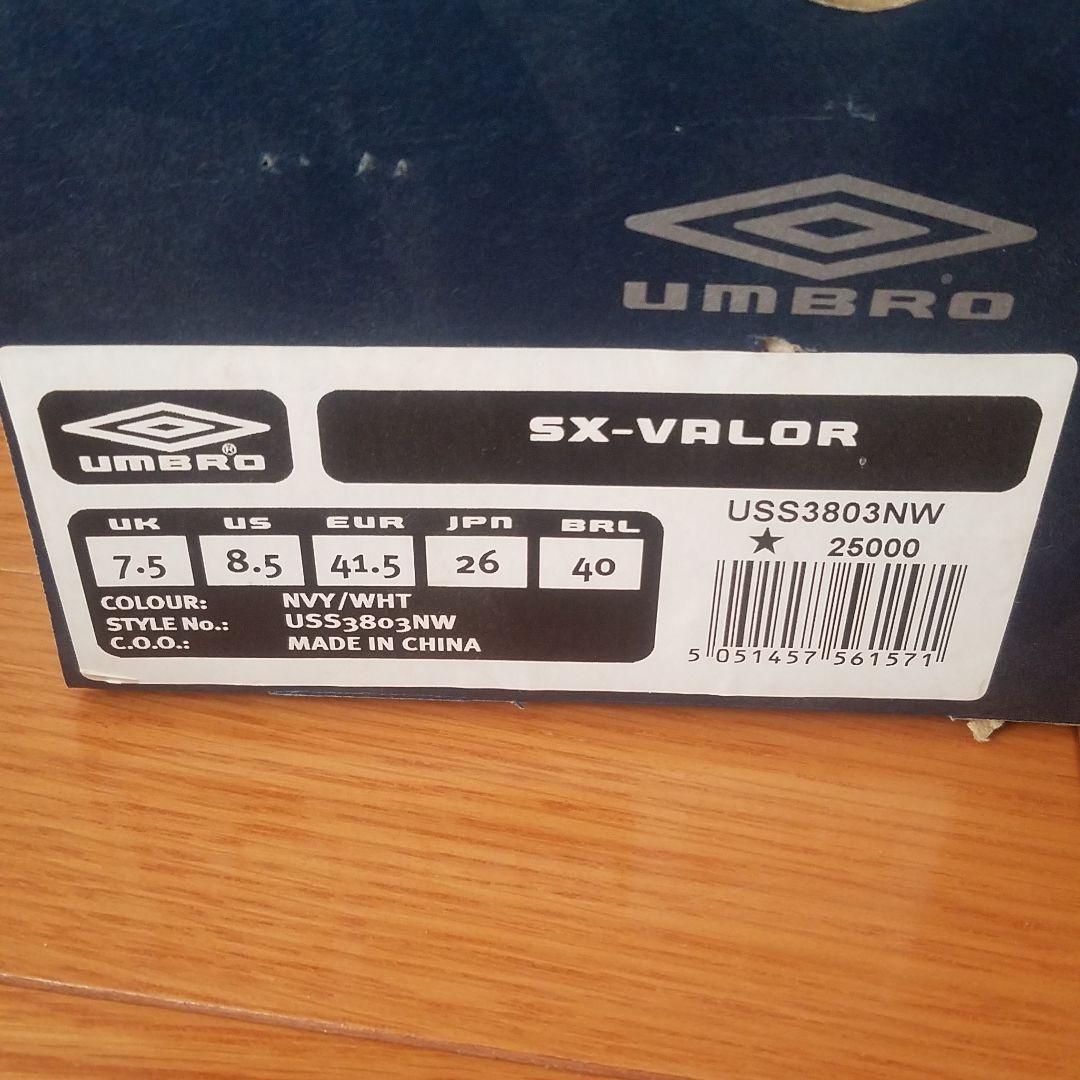 UMBRO
UMBRO®
SX-VALOR
UK US EUR JPN BRL
7.5 8.5 41.5 26 40
COLOUR: NVY/WHT
STYLE No.: USS3803NW
C.O.O.: MADE IN CHINA
USS3803NW
★ 25000
5 051457 561571